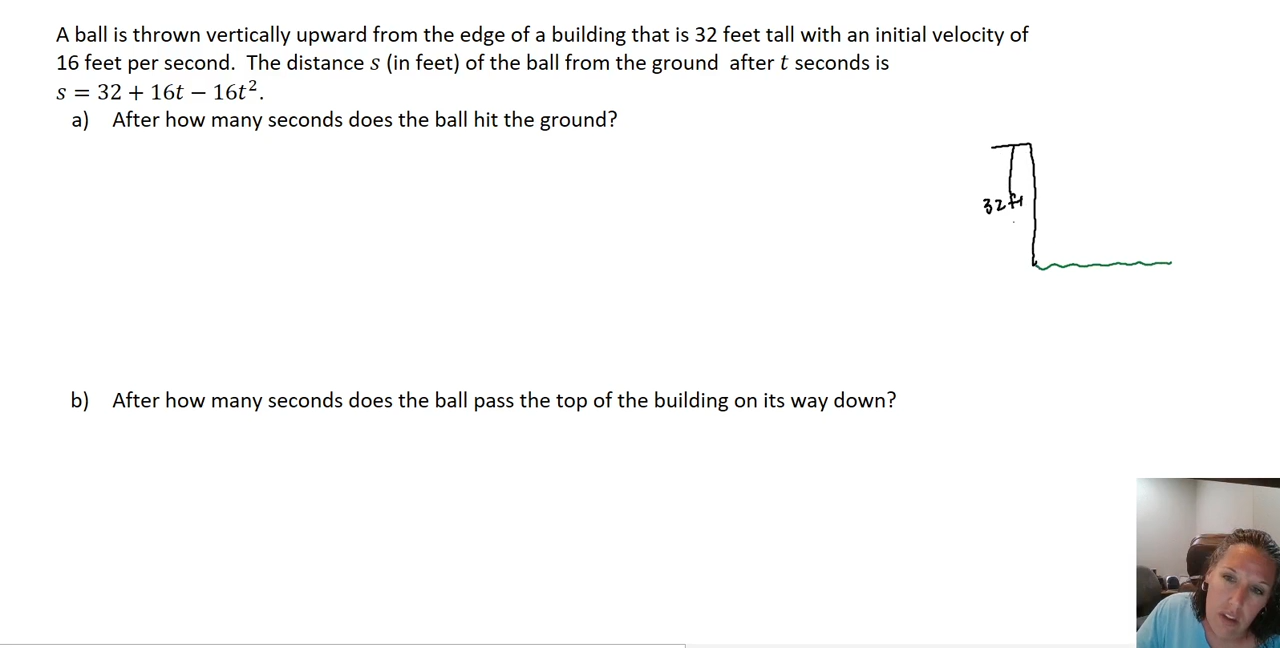 A ball is thrown vertically upward from the edge of a building that is 32 feet tall with an initial velocity of
16 feet per second. The distance s (in feet) of the ball from the ground after t seconds is
s = 32 + 16t − 16t².
a) After how many seconds does the ball hit the ground?
32ft
b) After how many seconds does the ball pass the top of the building on its way down?